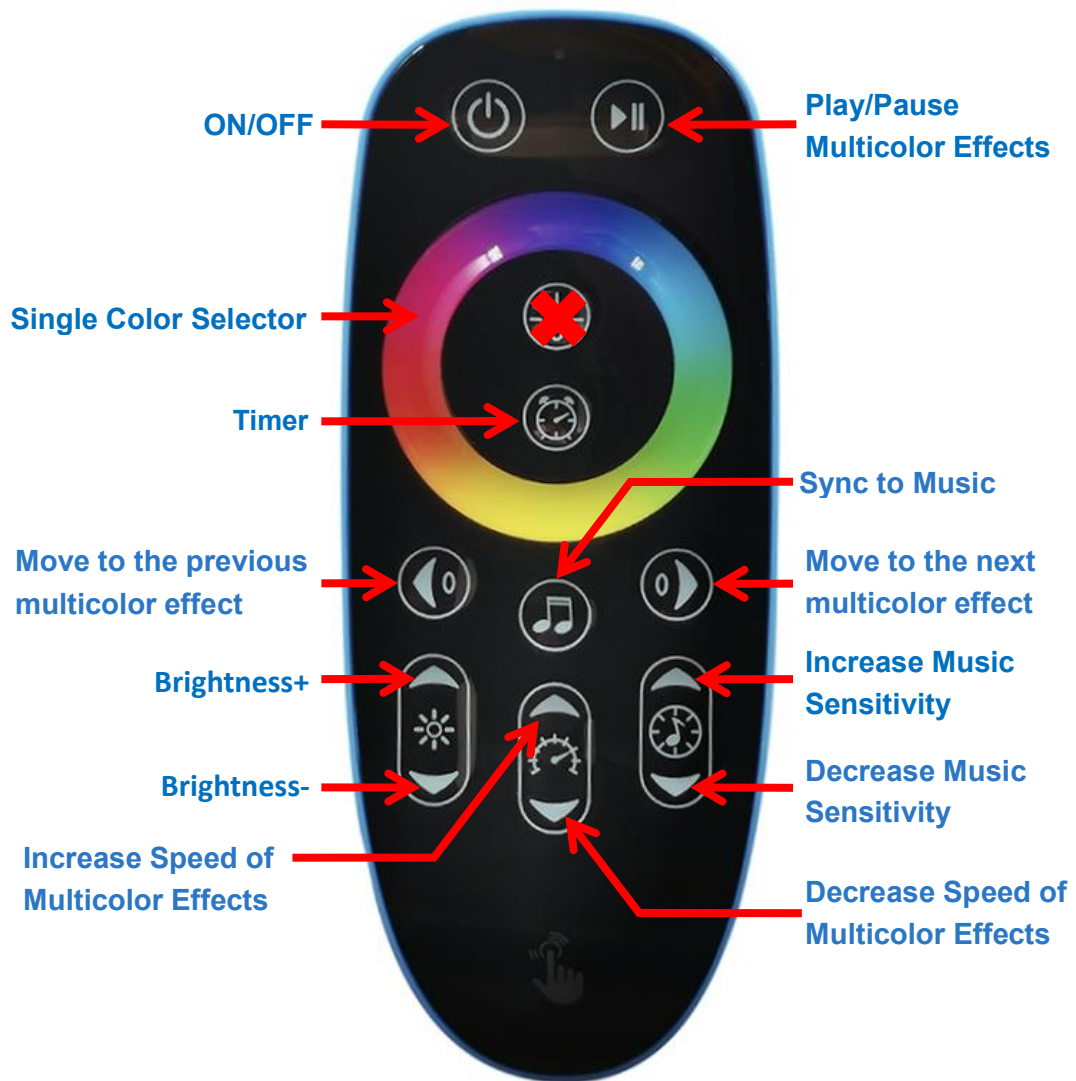 ON/OFF
Play/Pause
Multicolor Effects
Single Color Selector
Timer
Sync to Music
Move to the previous
multicolor effect
Move to the next
multicolor effect
Brightness+
Increase Music
Sensitivity
Brightness-
Decrease Music
Sensitivity
Increase Speed of
Multicolor Effects
Decrease Speed of
Multicolor Effects